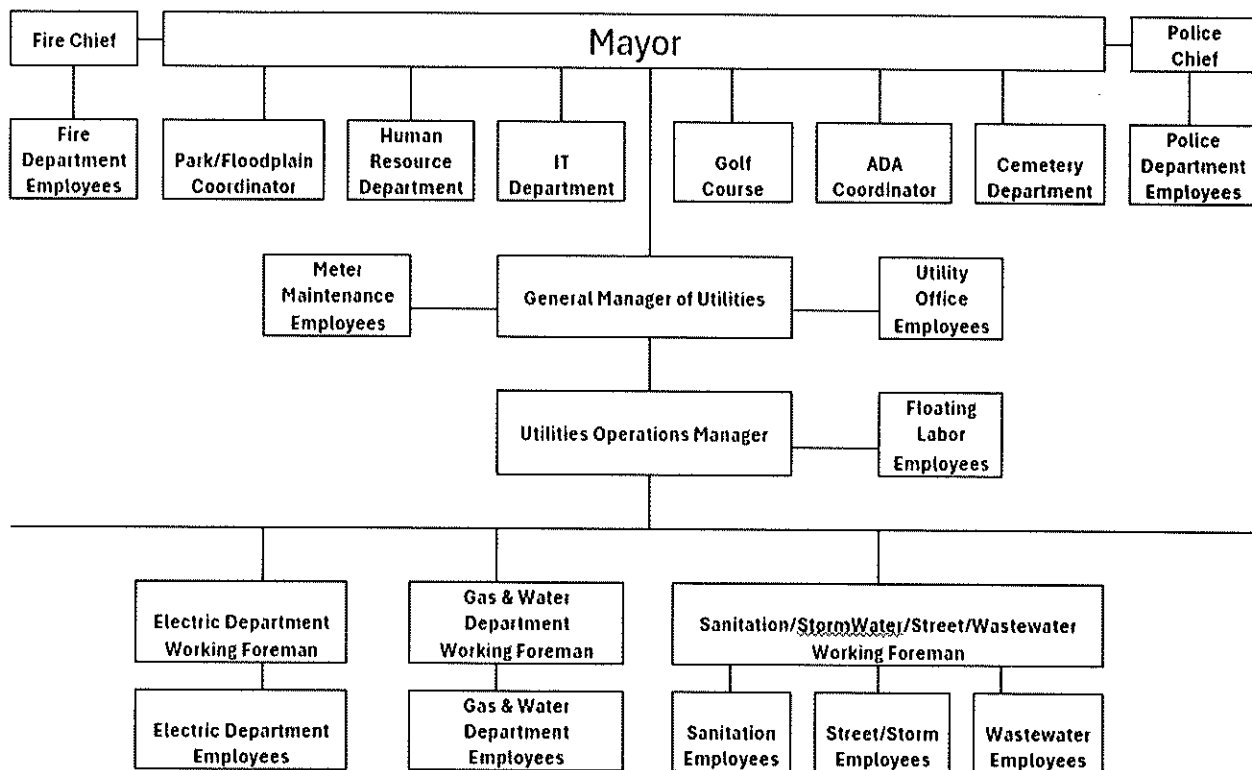 Fire Chief
Mayor
Police
Chief
Fire
Department
Employees
Park/Floodplain
Coordinator
Human
Resource
Department
IT
Department
Golf
Course
ADA
Coordinator
Cemetery
Department
Police
Department
Employees
Meter
Maintenance
Employees
General Manager of Utilities
Utility
Office
Employees
Utilities Operations Manager
Floating
Labor
Employees
Electric Department
Working Foreman
Gas & Water
Department
Working Foreman
Sanitation/StormWater/Street/Wastewater
Working Foreman
Electric Department
Employees
Gas & Water
Department
Employees
Sanitation
Employees
Street/Storm
Employees
Wastewater
Employees